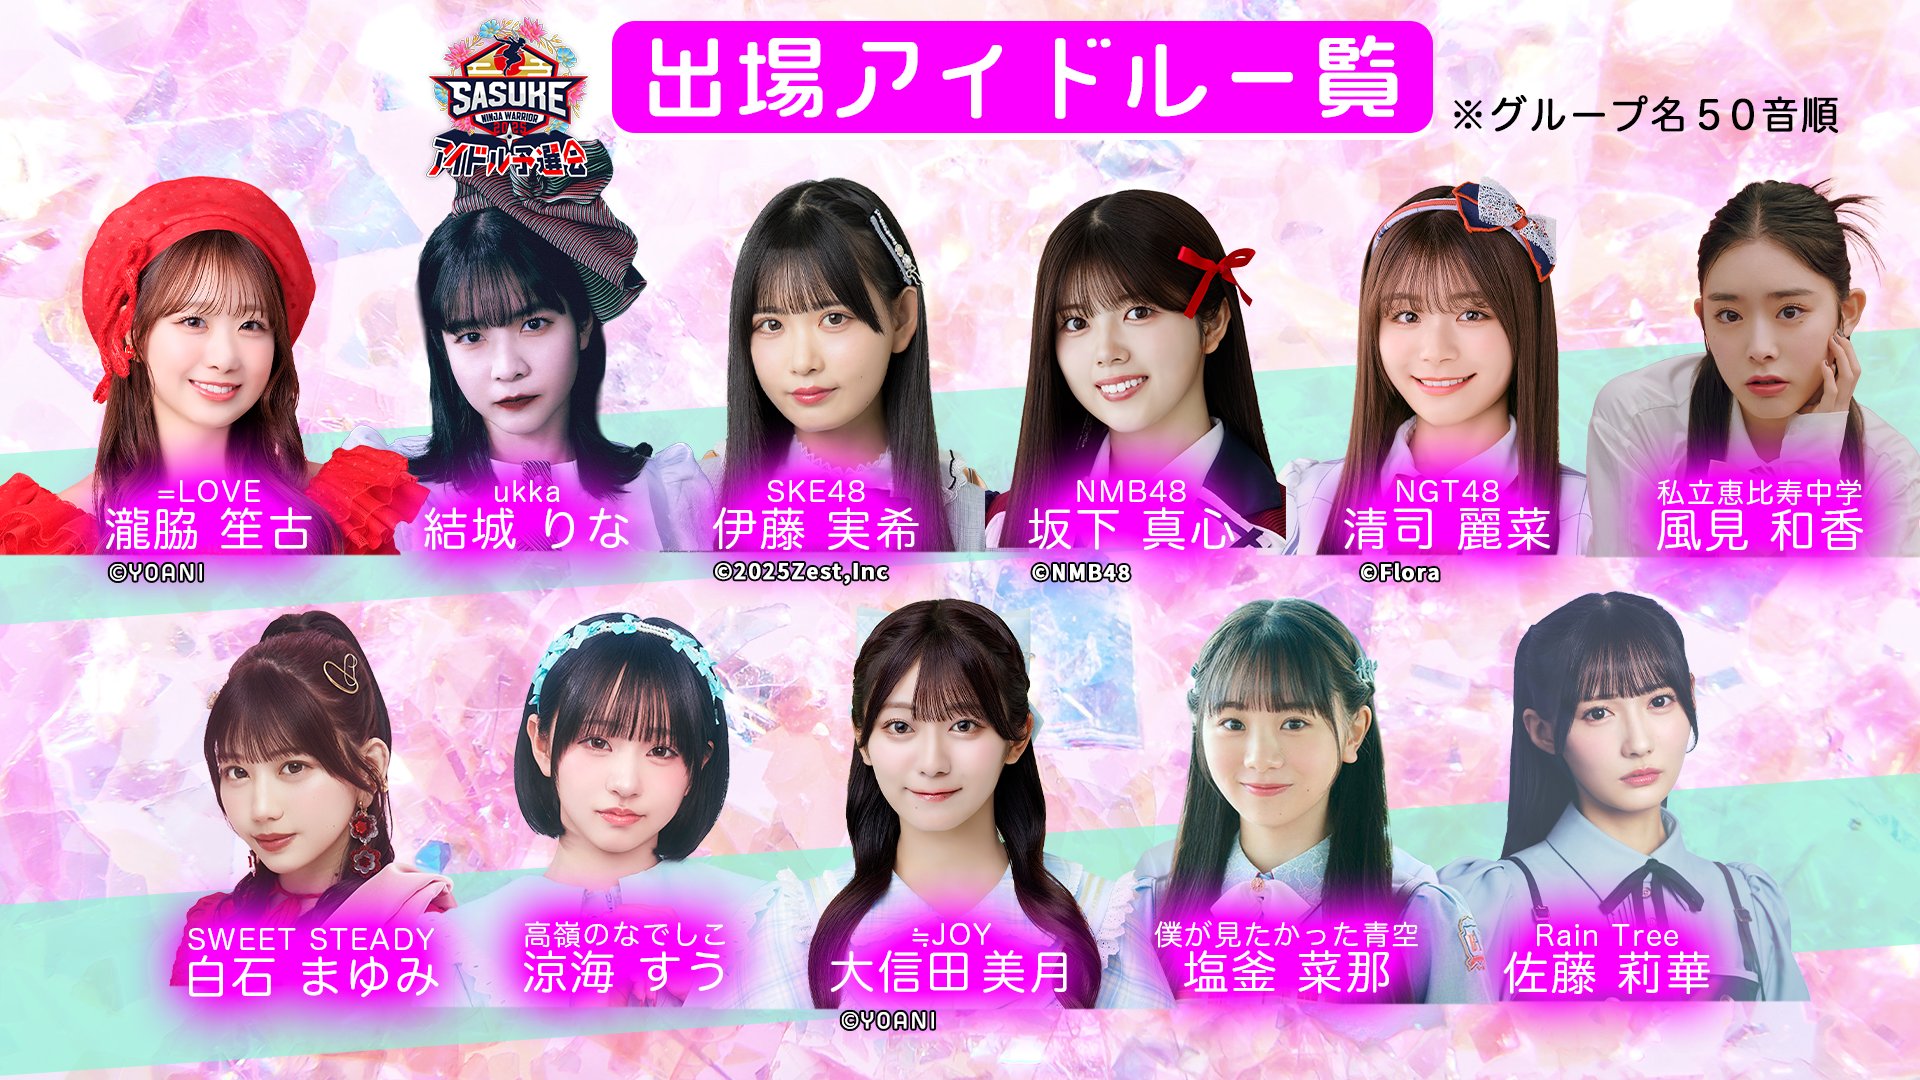 SASUKE
NINJA WARRIOR
2025
アイドル予選会
出場アイドル一覧
※グループ名50音順
=LOVE
瀧脇 笙古
©YOANI
ukka
結城 りな
SKE48
伊藤 実希
©2025Zest,Inc
NMB48
坂下 真心
©NMB48
NGT48
清司 麗菜
©Flora
私立恵比寿中学
風見 和香
SWEET STEADY
白石 まゆみ
高嶺のなでしこ
涼海 すう
≒JOY
大信田 美月
©YOANI
僕が見たかった青空
塩釜 菜那
Rain Tree
佐藤 莉華